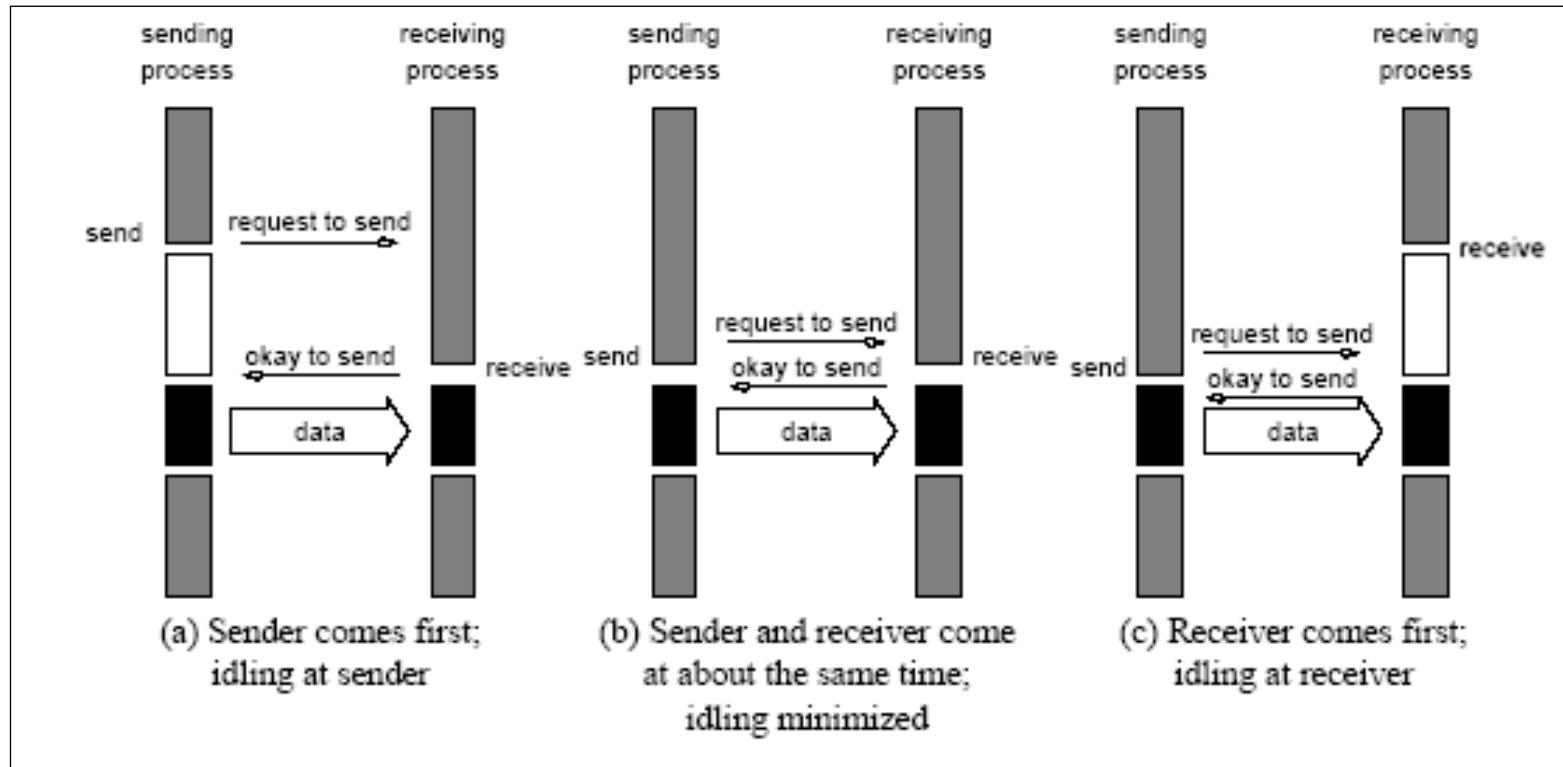 sending
process
receiving
process
sending
process
receiving
process
sending
process
receiving
process
send
request to send
okay to send
receive
data
send
request to send
okay to send
receive
data
send
request to send
okay to send
receive
data
(a) Sender comes first;
idling at sender
(b) Sender and receiver come
at about the same time;
idling minimized
(c) Receiver comes first;
idling at receiver